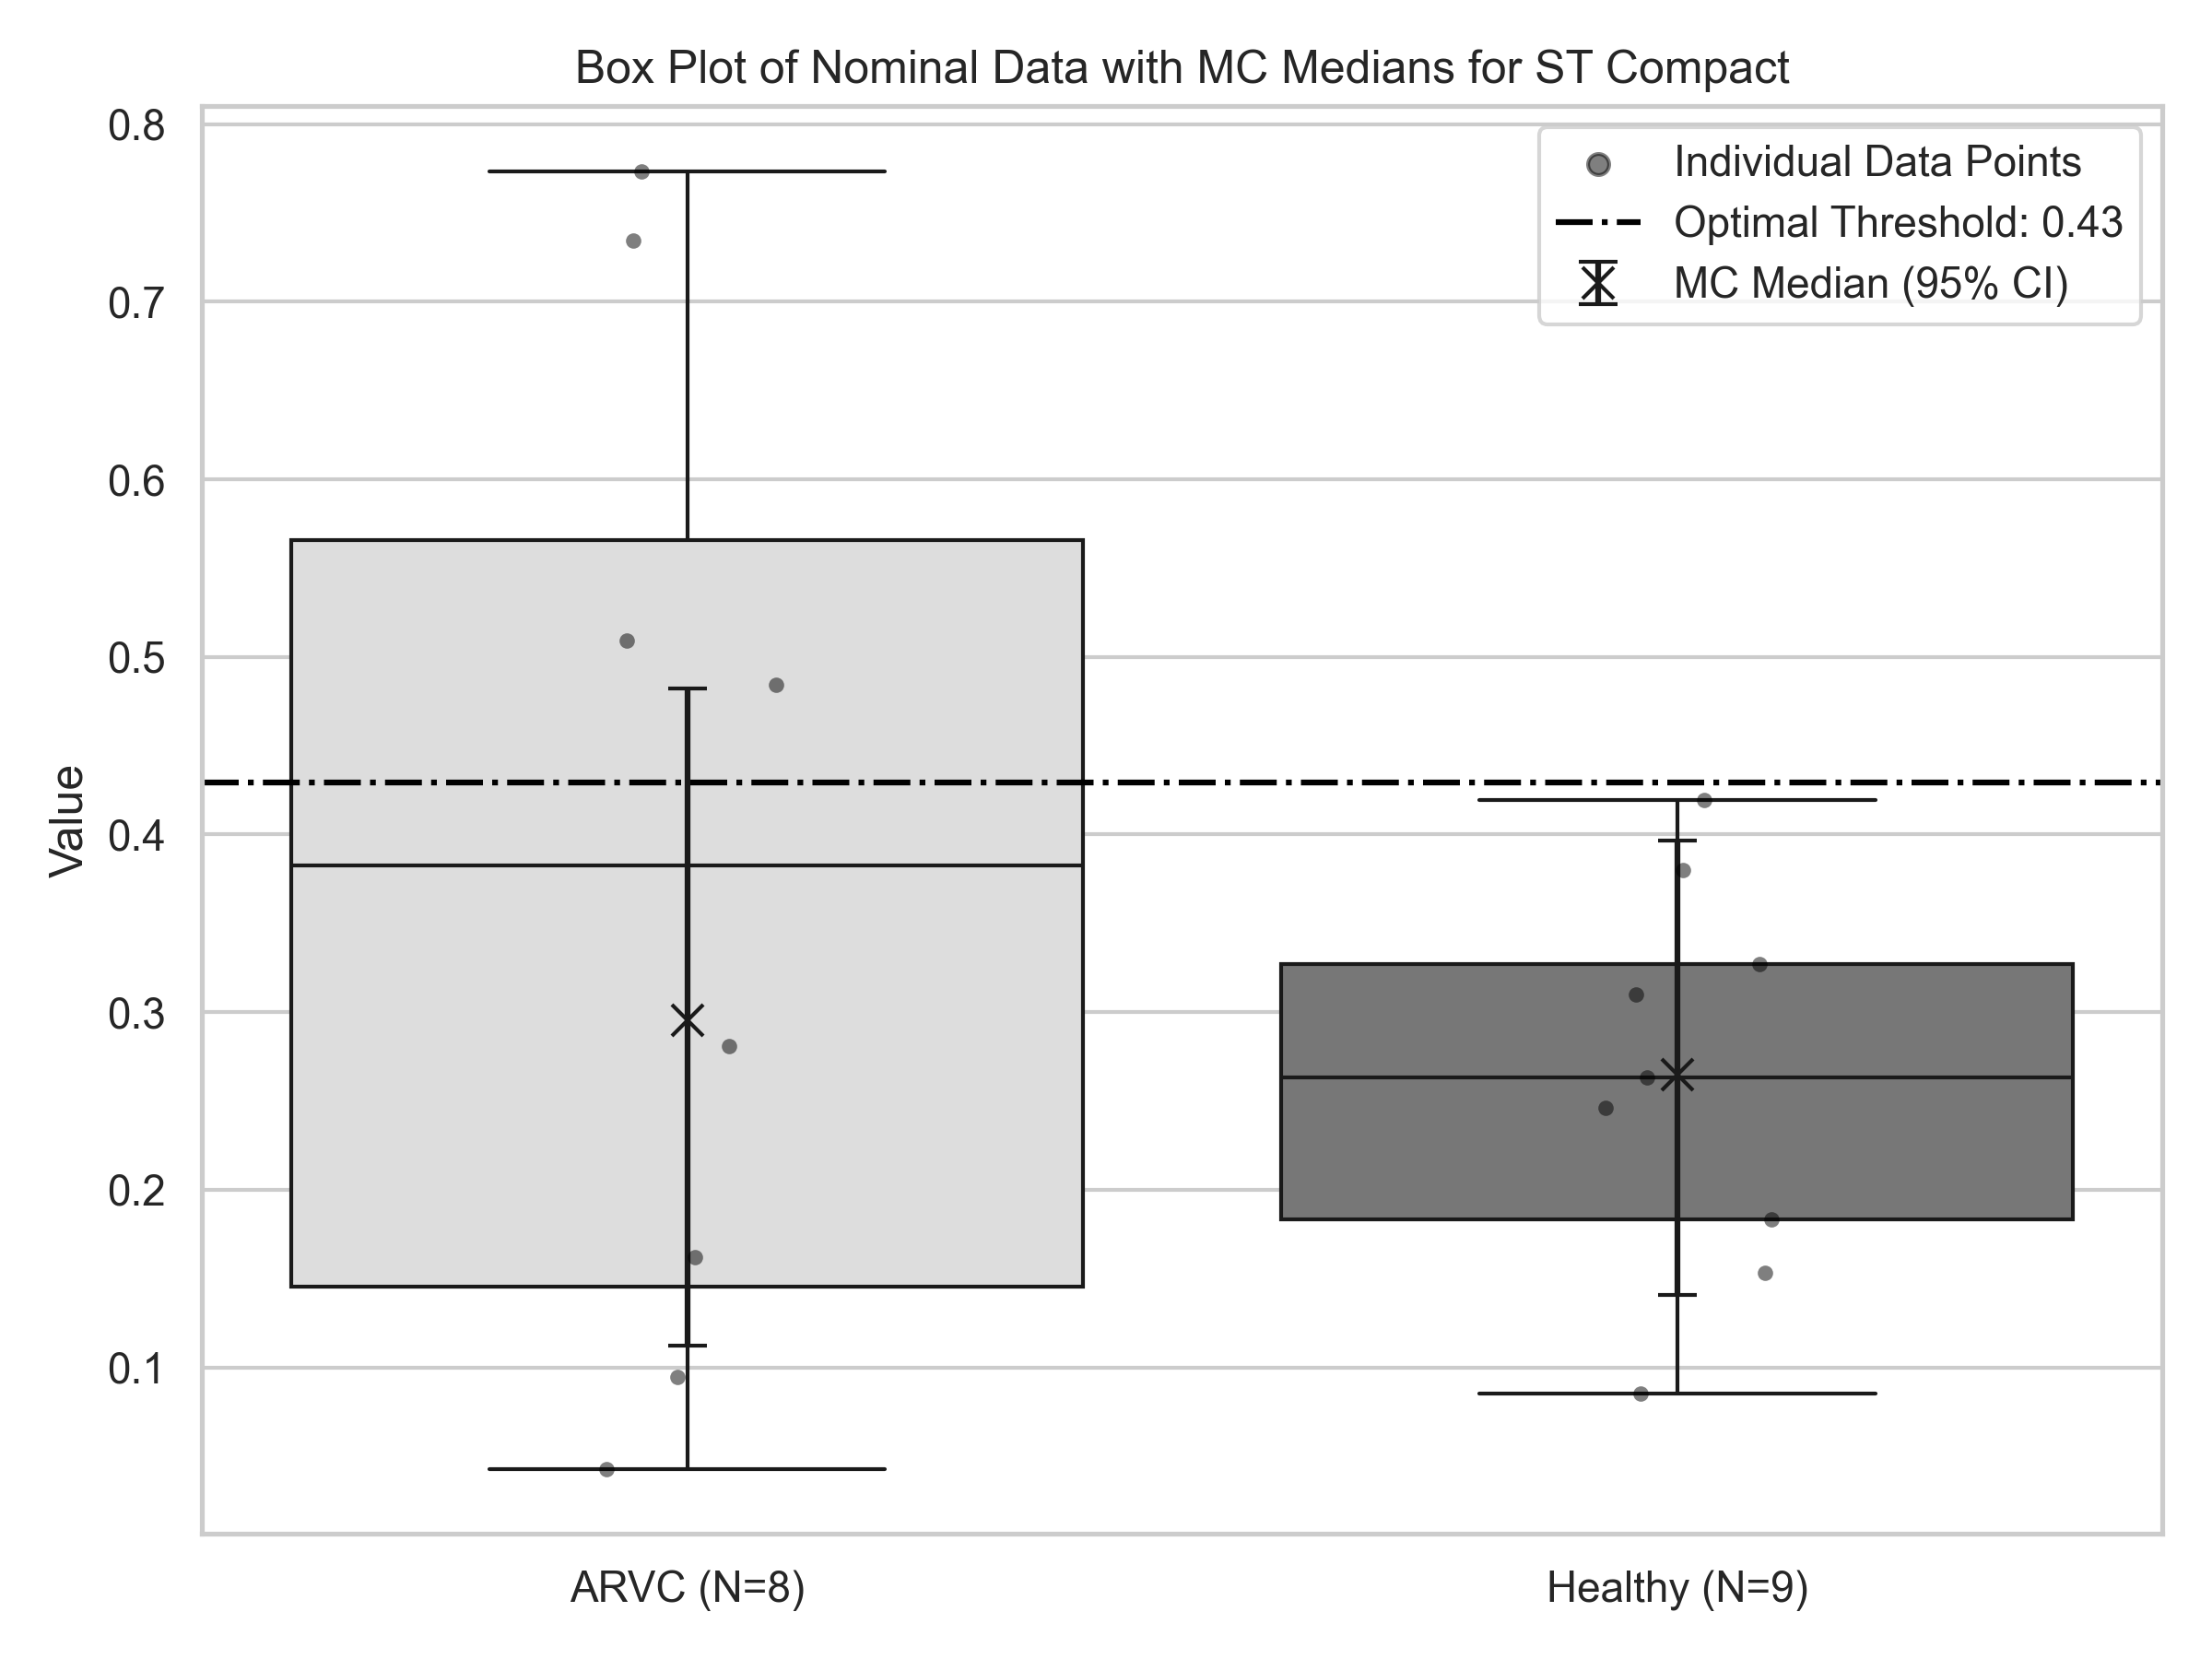 Box Plot of Nominal Data with MC Medians for ST Compact
0.8
0.7
0.6
0.5
0.4
0.3
0.2
0.1
Value
Individual Data Points
Optimal Threshold: 0.43
MC Median (95% CI)
ARVC (N=8)
Healthy (N=9)